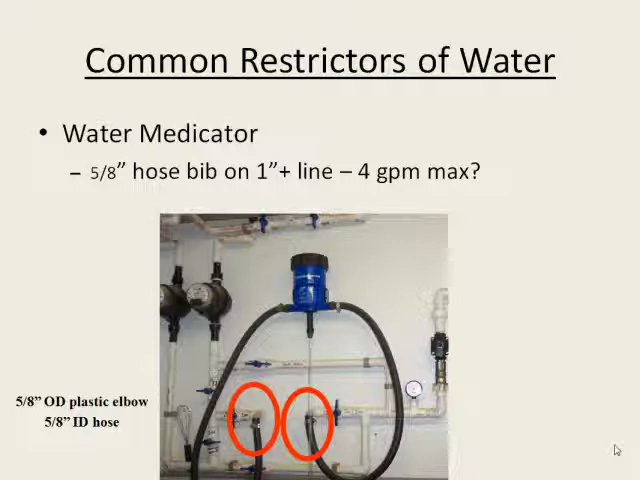 Common Restrictors of Water
• Water Medicator
– 5/8” hose bib on 1”+ line – 4 gpm max?
5/8” OD plastic elbow
5/8” ID hose